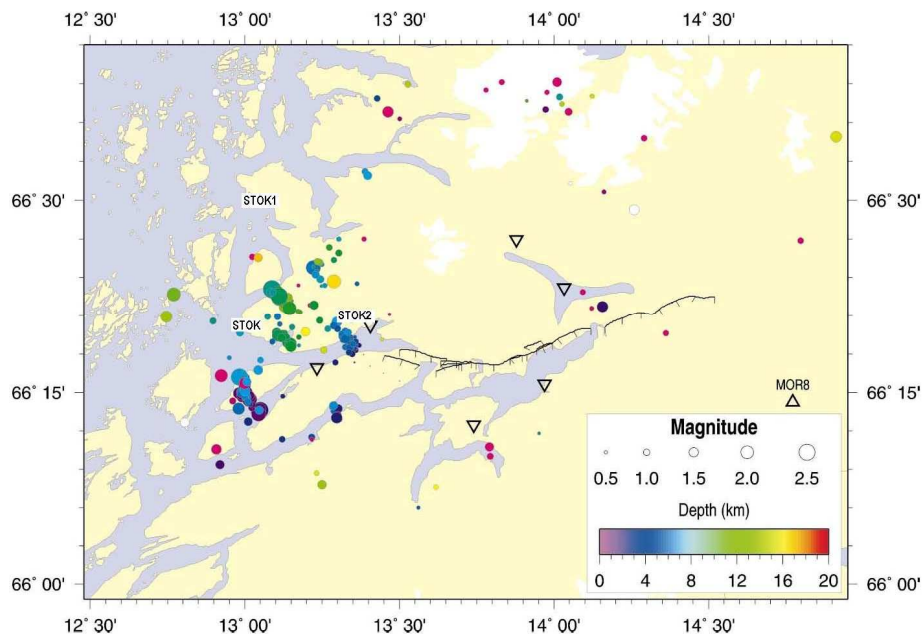 12˚ 30' 13˚ 00' 13˚ 30' 14˚ 00' 14˚ 30'
66˚ 30' 66˚ 30'
STOK1
STOK STOK2
66˚ 15' 66˚ 15'
MOR8
Magnitude
0.5 1.0 1.5 2.0 2.5
Depth (km)
0 4 8 12 16 20
66˚ 00' 66˚ 00'
12˚ 30' 13˚ 00' 13˚ 30' 14˚ 00' 14˚ 30'